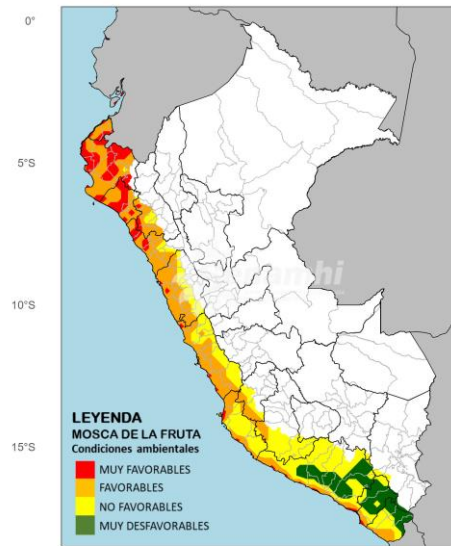 0°
5°S
10°S
15°S
LEYENDA
MOSCA DE LA FRUTA
Condiciones ambientales
MUY FAVORABLES
FAVORABLES
NO FAVORABLES
MUY DESFAVORABLES